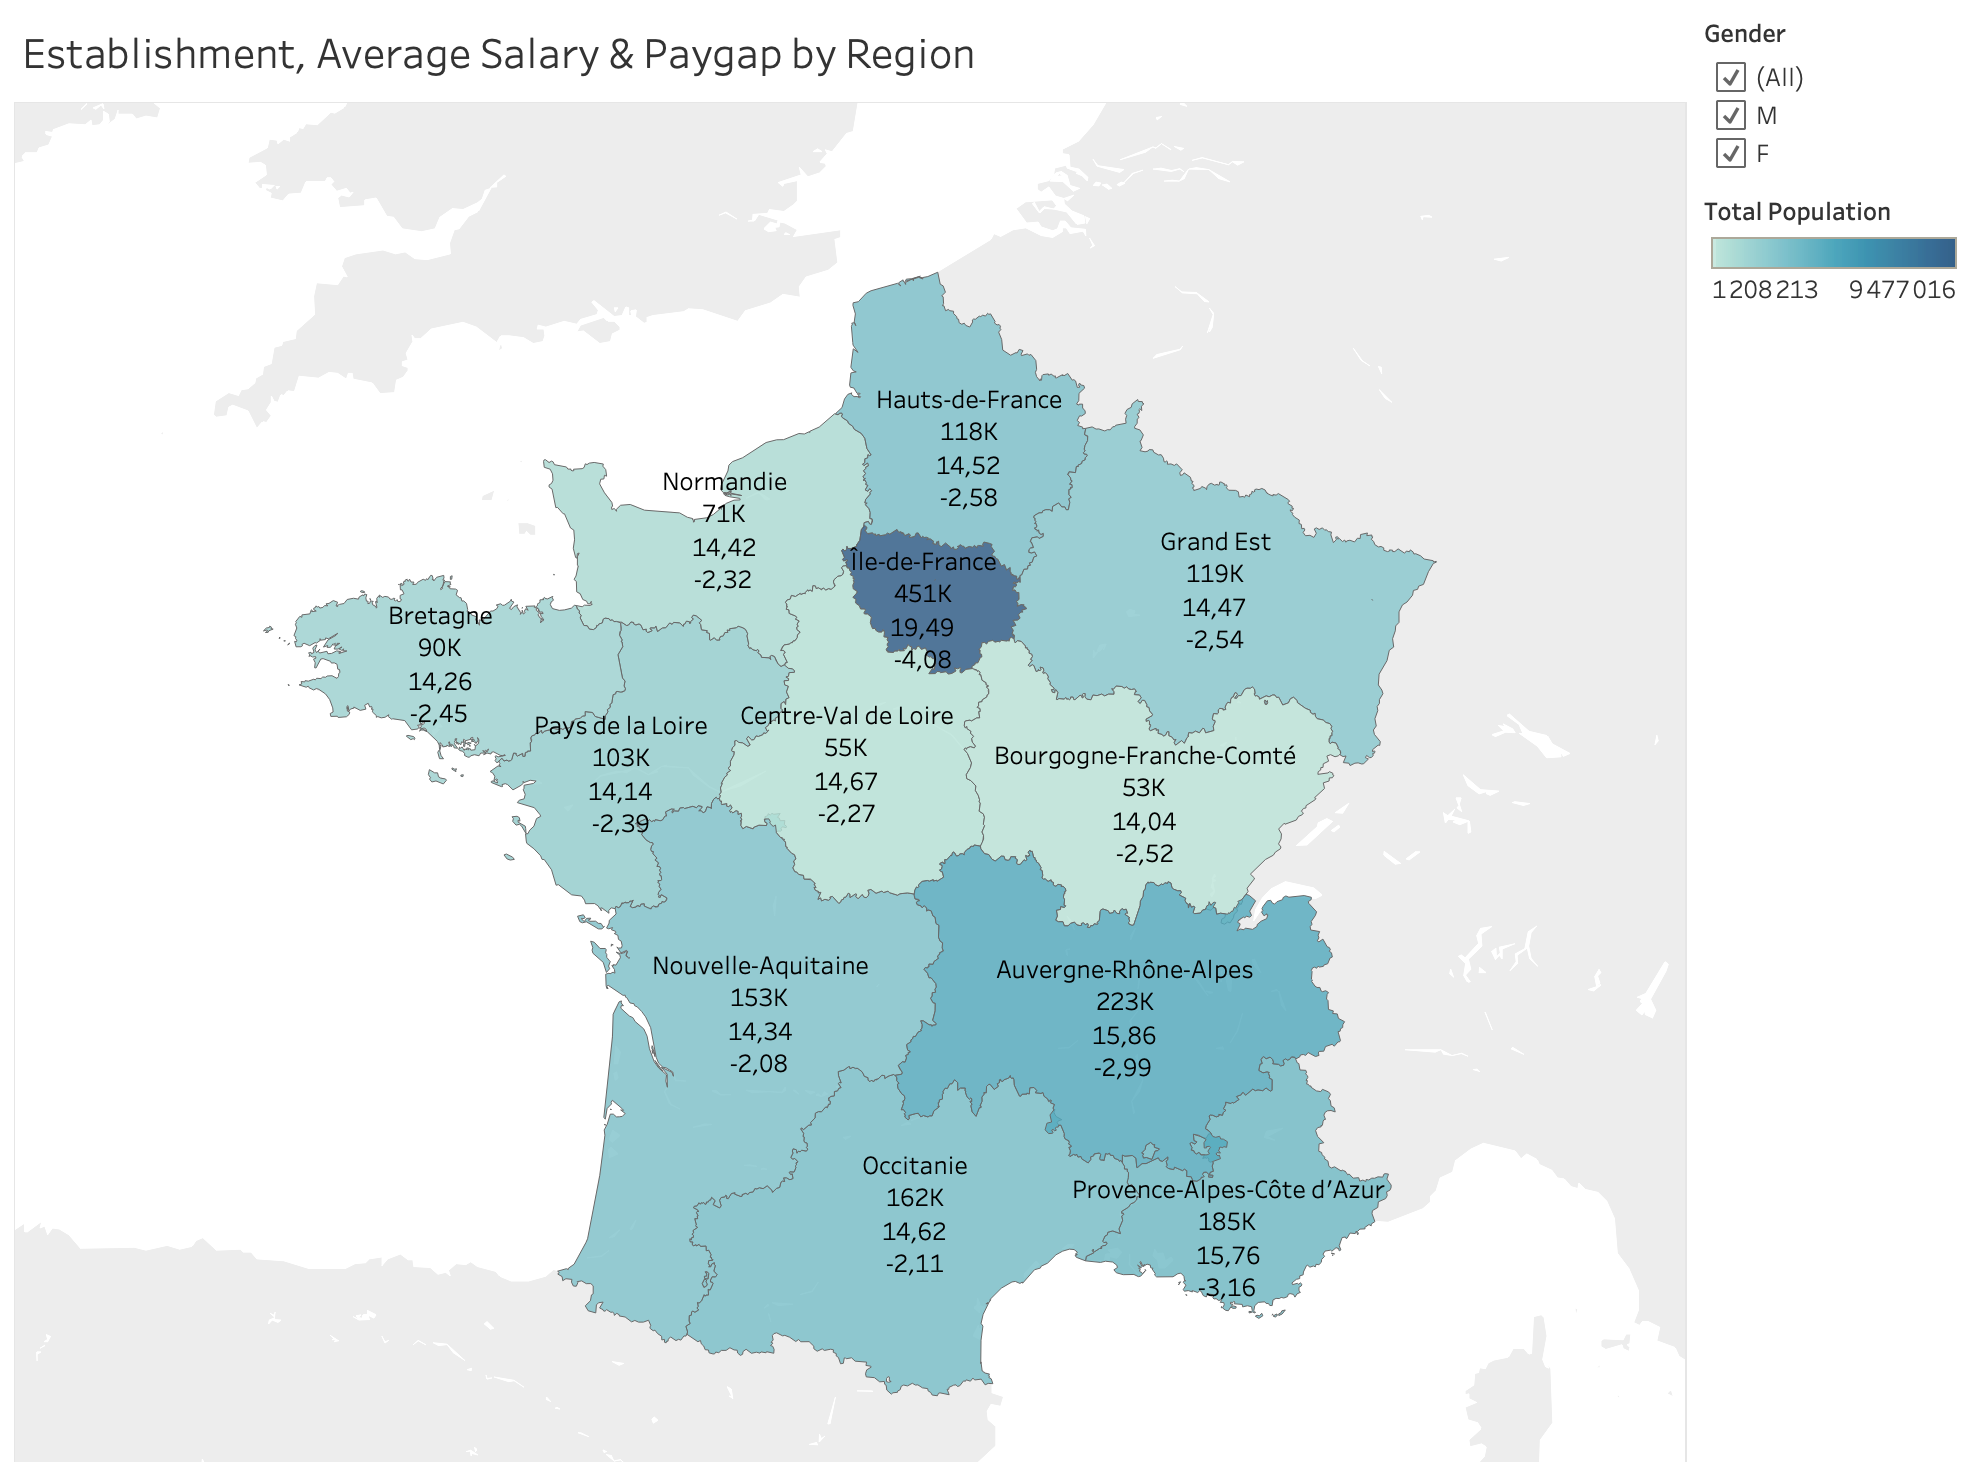 Establishment, Average Salary & Paygap by Region
Gender
(All)
M
F
Total Population
1 208 213 9 477 016
Hauts-de-France
118K
14,52
-2,58
Normandie
71K
14,42
-2,32
Île-de-France
451K
19,49
-4,08
Grand Est
119K
14,47
-2,54
Bretagne
90K
14,26
-2,45
Pays de la Loire
103K
14,14
-2,39
Centre-Val de Loire
55K
14,67
-2,27
Bourgogne-Franche-Comté
53K
14,04
-2,52
Nouvelle-Aquitaine
153K
14,34
-2,08
Auvergne-Rhône-Alpes
223K
15,86
-2,99
Occitanie
162K
14,62
-2,11
Provence-Alpes-Côte d’Azur
185K
15,76
-3,16